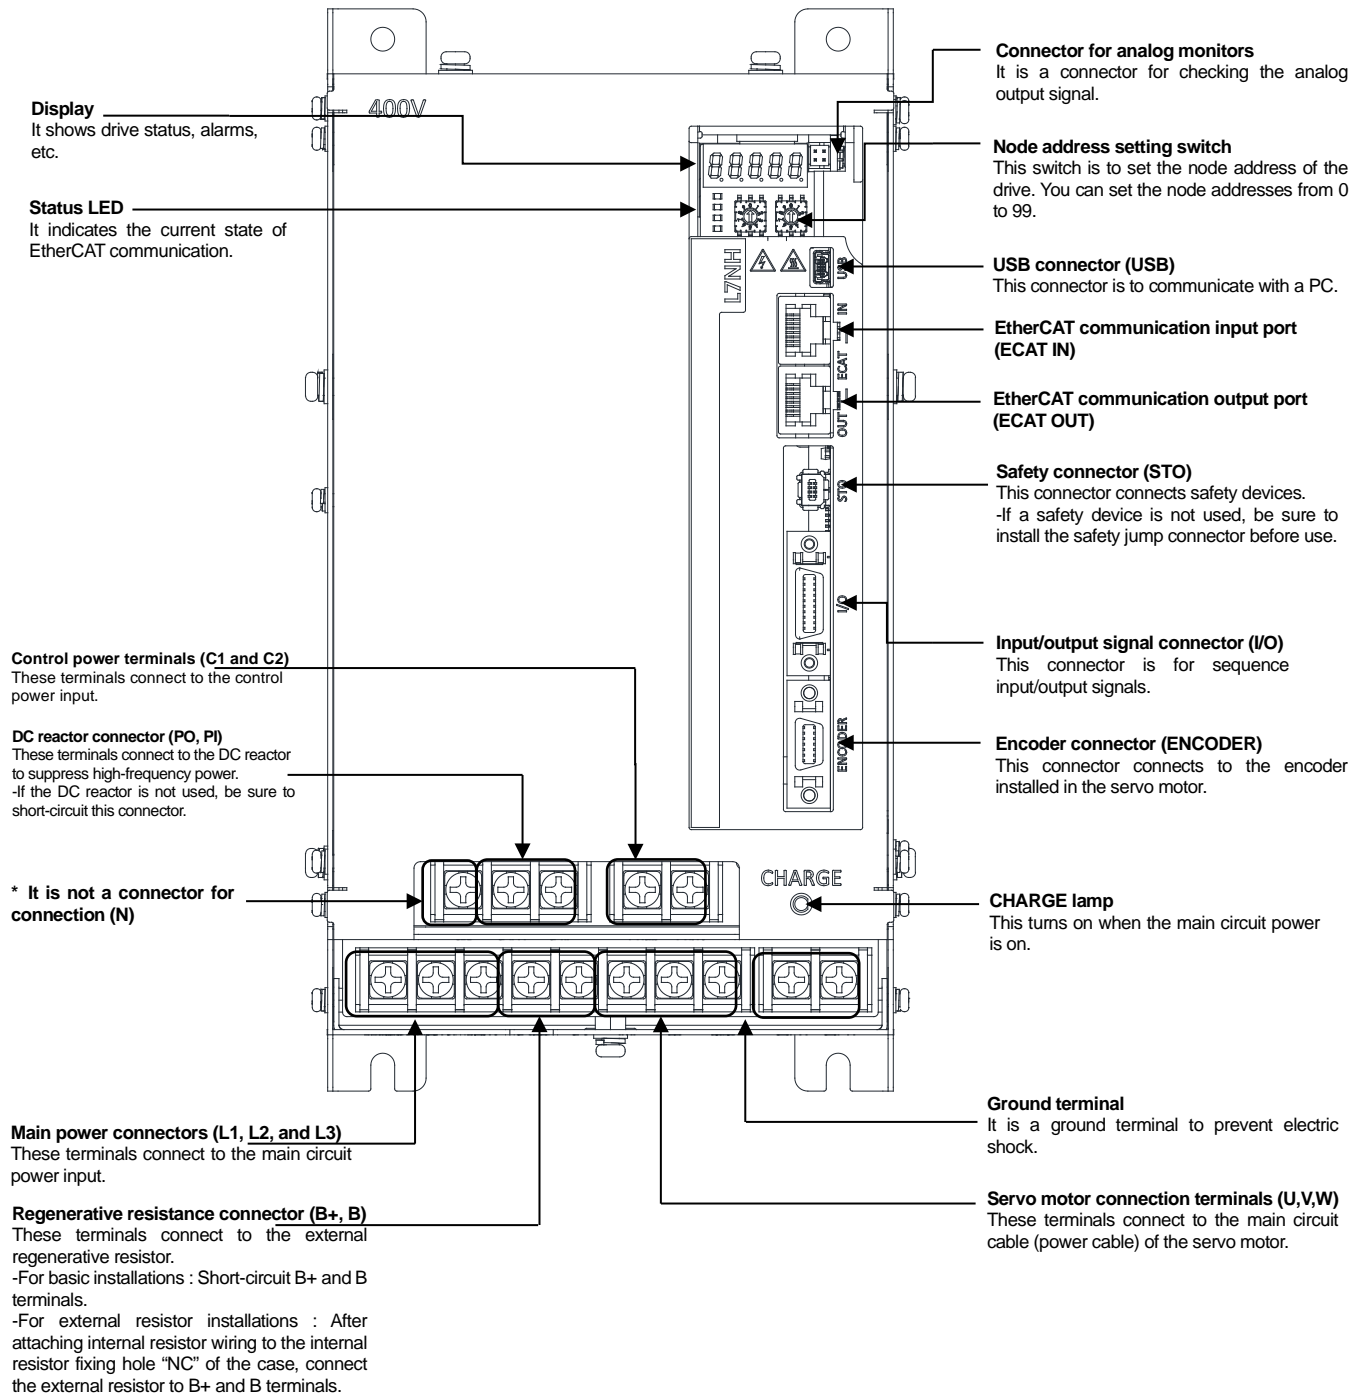 400V
Display
It shows drive status, alarms,
etc.
Status LED
It indicates the current state of
EtherCAT communication.
Control power terminals (C1 and C2)
These terminals connect to the control
power input.
DC reactor connector (PO, PI)
These terminals connect to the DC reactor
to suppress high-frequency power.
-If the DC reactor is not used, be sure to
short-circuit this connector.
* It is not a connector for
connection (N)
Main power connectors (L1, L2, and L3)
These terminals connect to the main circuit
power input.
Regenerative resistance connector (B+, B)
These terminals connect to the external
regenerative resistor.
-For basic installations : Short-circuit B+ and B
terminals.
-For external resistor installations : After
attaching internal resistor wiring to the internal
resistor fixing hole “NC” of the case, connect
the external resistor to B+ and B terminals.
88888
L7NH
USB
IN
ECAT
OUT
STO
I/O
ENCODER
CHARGE
Connector for analog monitors
It is a connector for checking the analog
output signal.
Node address setting switch
This switch is to set the node address of the
drive. You can set the node addresses from 0
to 99.
USB connector (USB)
This connector is to communicate with a PC.
EtherCAT communication input port
(ECAT IN)
EtherCAT communication output port
(ECAT OUT)
Safety connector (STO)
This connector connects safety devices.
-If a safety device is not used, be sure to
install the safety jump connector before use.
Input/output signal connector (I/O)
This connector is for sequence
input/output signals.
Encoder connector (ENCODER)
This connector connects to the encoder
installed in the servo motor.
CHARGE lamp
This turns on when the main circuit power
is on.
Ground terminal
It is a ground terminal to prevent electric
shock.
Servo motor connection terminals (U,V,W)
These terminals connect to the main circuit
cable (power cable) of the servo motor.